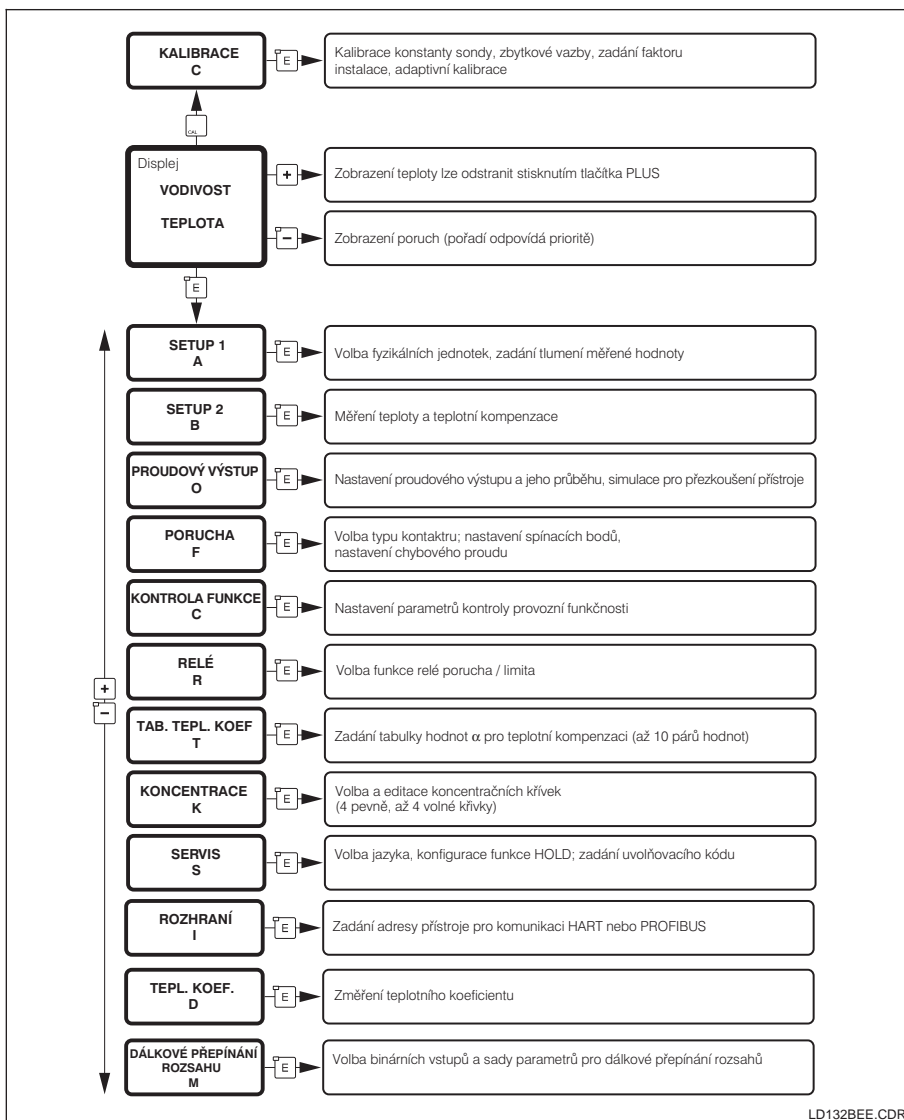 KALIBRACE
C
E
Kalibrace konstanty sondy, zbytkové vazby, zadání faktoru
instalace, adaptivní kalibrace
CAL
Displej
VODIVOST
TEPLOTA
+
Zobrazení teploty lze odstranit stisknutím tlačítka PLUS
−
Zobrazení poruch (pořadí odpovídá prioritě)
E
SETUP 1
A
E
Volba fyzikálních jednotek, zadání tlumení měřené hodnoty
SETUP 2
B
E
Měření teploty a teplotní kompenzace
PROUDOVÝ VÝSTUP
O
E
Nastavení proudového výstupu a jeho průběhu, simulace pro přezkoušení přístroje
PORUCHA
F
E
Volba typu kontaktru; nastavení spínacích bodů,
nastavení chybového proudu
KONTROLA FUNKCE
C
E
Nastavení parametrů kontroly provozní funkčnosti
RELÉ
R
E
Volba funkce relé porucha / limita
+
−
TAB. TEPL. KOEF
T
E
Zadání tabulky hodnot α pro teplotní kompenzaci (až 10 párů hodnot)
KONCENTRACE
K
E
Volba a editace koncentračních křívek
(4 pevně, až 4 volné křivky)
SERVIS
S
E
Volba jazyka, konfigurace funkce HOLD; zadání uvolňovacího kódu
ROZHRANÍ
I
E
Zadání adresy přístroje pro komunikaci HART nebo PROFIBUS
TEPL. KOEF.
D
E
Změření teplotního koeficientu
DÁLKOVÉ PŘEPÍNÁNÍ
ROZSAHU
M
E
Volba binárních vstupů a sady parametrů pro dálkové přepínání rozsahů
LD132BEE.CDR